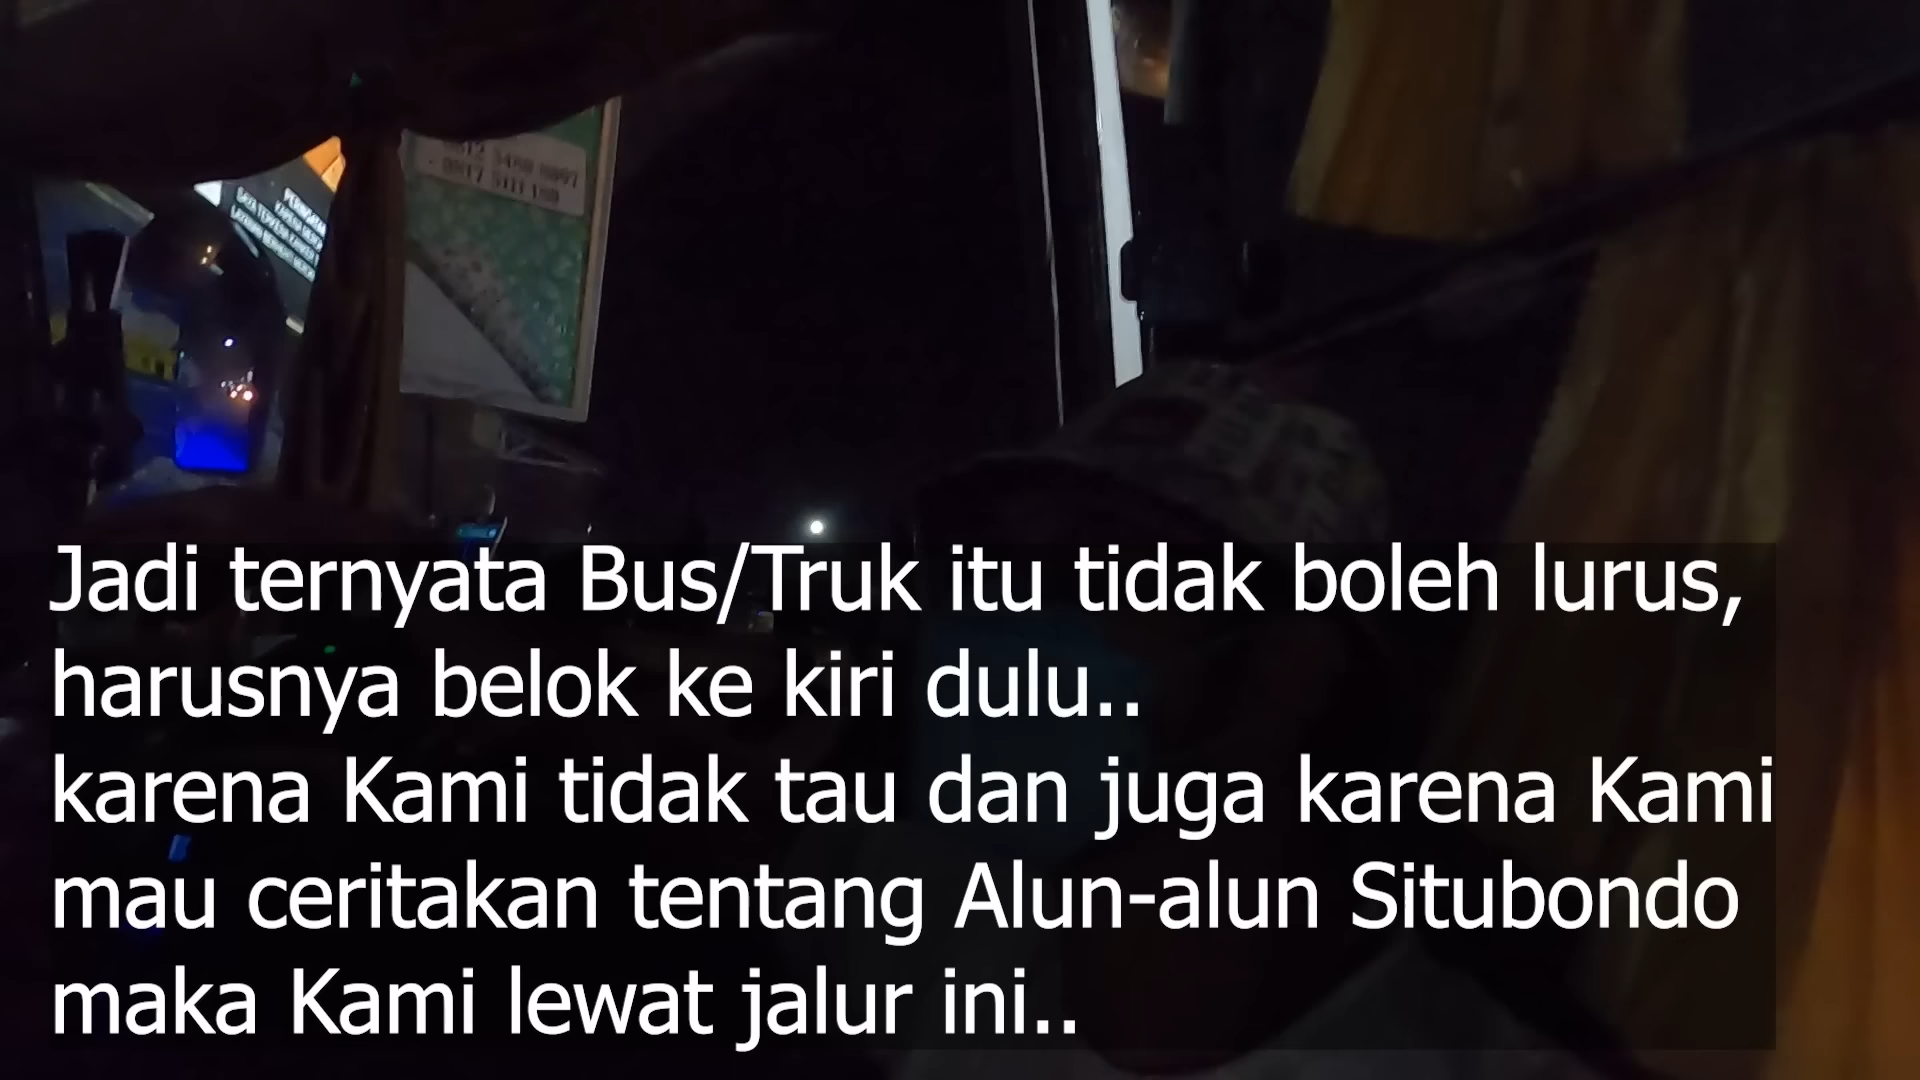 Jadi ternyata Bus/Truk itu tidak boleh lurus,
harusnya belok ke kiri dulu..
karena Kami tidak tau dan juga karena Kami
mau ceritakan tentang Alun-alun Situbondo
maka Kami lewat jalur ini..